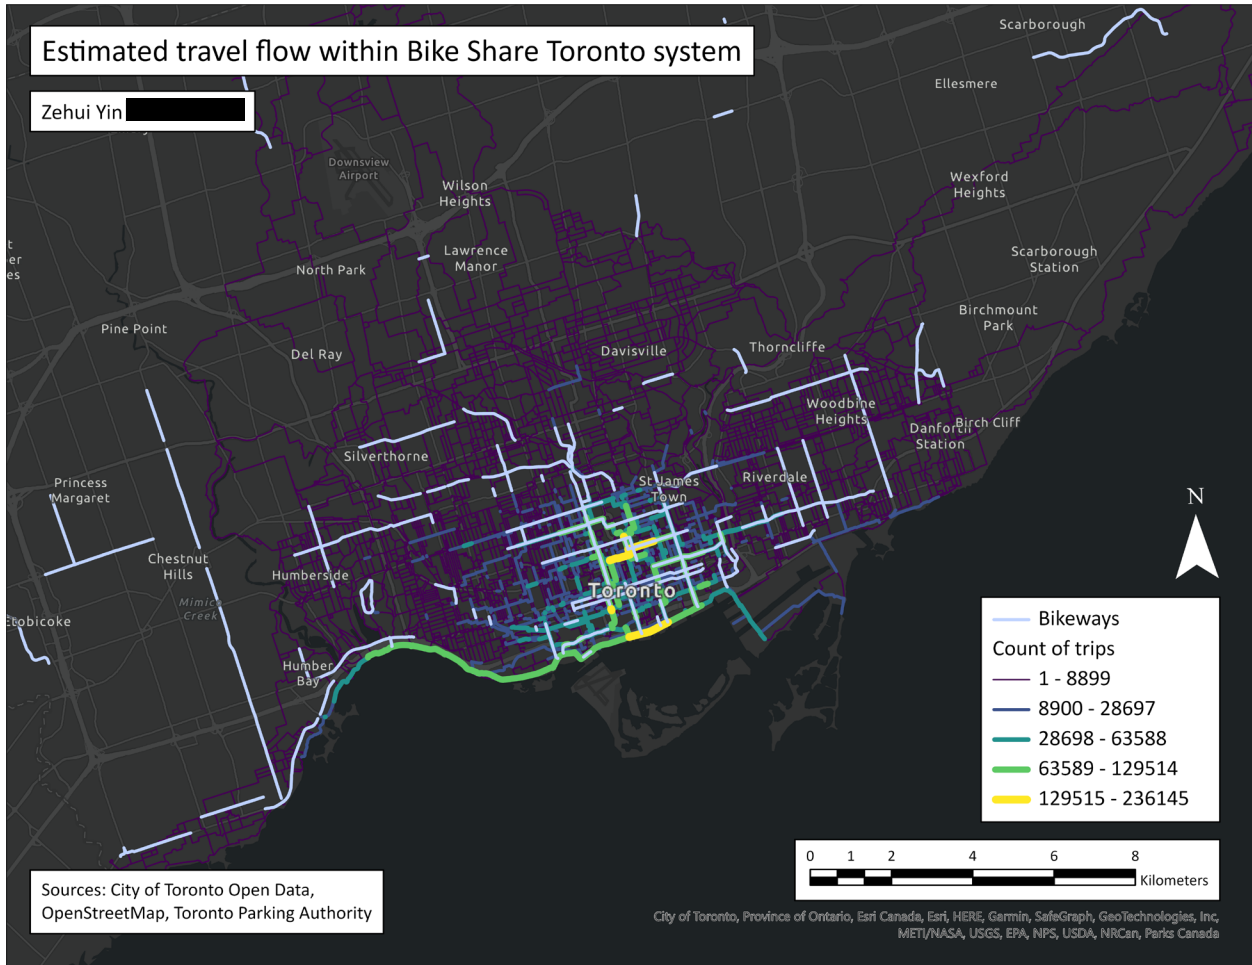 Scarborough
Estimated travel flow within Bike Share Toronto system
Ellesmere
Zehui Yin
Downsview
Airport
Wilson
Heights
Wexford
Heights
Lawrence
Manor
Scarborough
Station
North Park
Birchmount
Park
Pine Point
Del Ray
Davisville
Thorncliffe
Woodbine
Heights
Danforth
Station
Birch Cliff
Silverthorne
St James
Town
Riverdale
Princess
Margaret
N
Chestnut
Hills
Humberside
Toronto
Mimico
Creek
Etobicoke
Humber
Bay
Bikeways
Count of trips
1 - 8899
8900 - 28697
28698 - 63588
63589 - 129514
129515 - 236145
0 1 2 4 6 8
Kilometers
Sources: City of Toronto Open Data,
OpenStreetMap, Toronto Parking Authority
City of Toronto, Province of Ontario, Esri Canada, Esri, HERE, Garmin, SafeGraph, GeoTechnologies, Inc,
METI/NASA, USGS, EPA, NPS, USDA, NRCan, Parks Canada